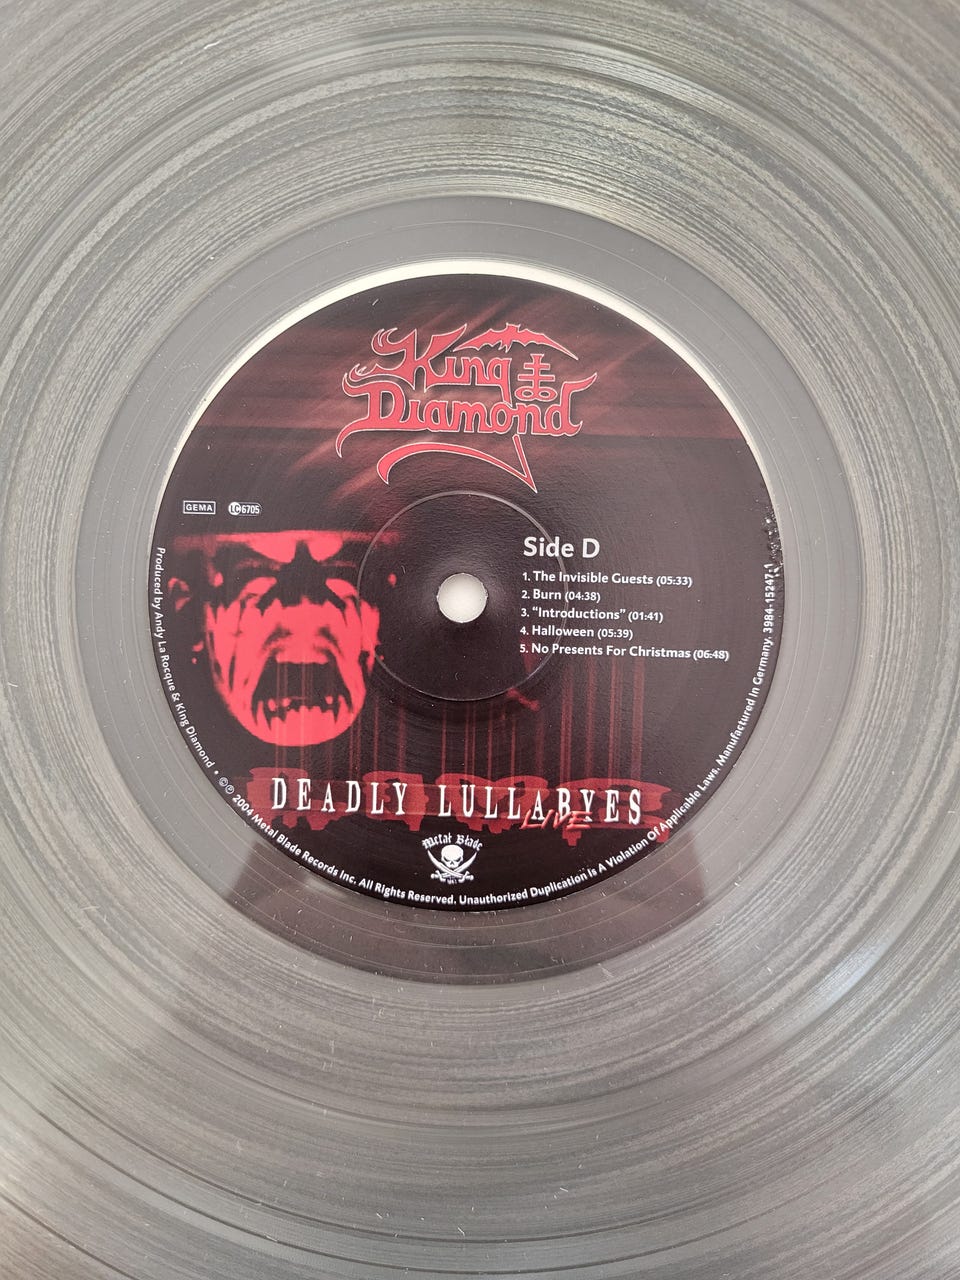 King
Diamond
GEMA
LC 6705
Side D
1. The Invisible Guests (05:33)
2. Burn (04:38)
3. “Introductions” (01:41)
4. Halloween (05:39)
5. No Presents For Christmas (06:48)
DEADLY LULLABYES
LIVE
Metal Blade
Produced by Andy La Rocque & King Diamond • ©℗ 2004 Metal Blade Records Inc. All Rights Reserved. Unauthorized Duplication is A Violation Of Applicable Laws. Manufactured In Germany. 3984-15247-1